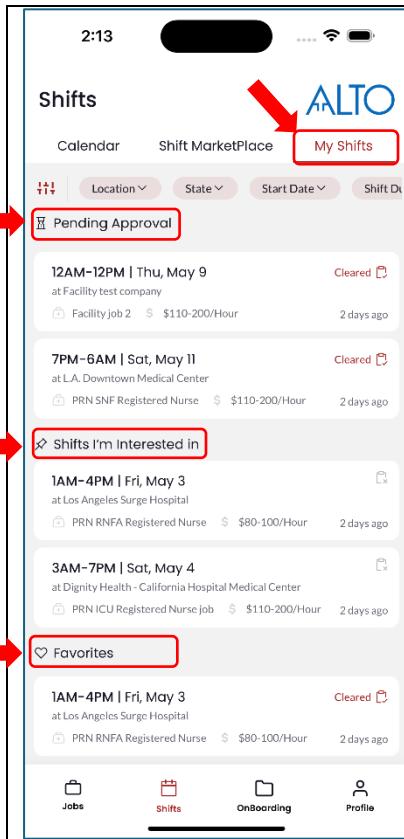 2:13
Shifts
ALTO
Calendar Shift MarketPlace My Shifts
Location State Start Date Shift Du
Pending Approval
12AM-12PM | Thu, May 9 Cleared
at Facility test company
Facility job 2 $ $110-200/Hour 2 days ago
7PM-6AM | Sat, May 11 Cleared
at L.A. Downtown Medical Center
PRN SNF Registered Nurse $ $110-200/Hour 2 days ago
Shifts I'm Interested in
1AM-4PM | Fri, May 3
at Los Angeles Surge Hospital
PRN RNFA Registered Nurse $ $80-100/Hour 2 days ago
3AM-7PM | Sat, May 4
at Dignity Health - California Hospital Medical Center
PRN ICU Registered Nurse job $ $110-200/Hour 2 days ago
Favorites
1AM-4PM | Fri, May 3 Cleared
at Los Angeles Surge Hospital
PRN RNFA Registered Nurse $ $80-100/Hour 2 days ago
Jobs Shifts OnBoarding Profile